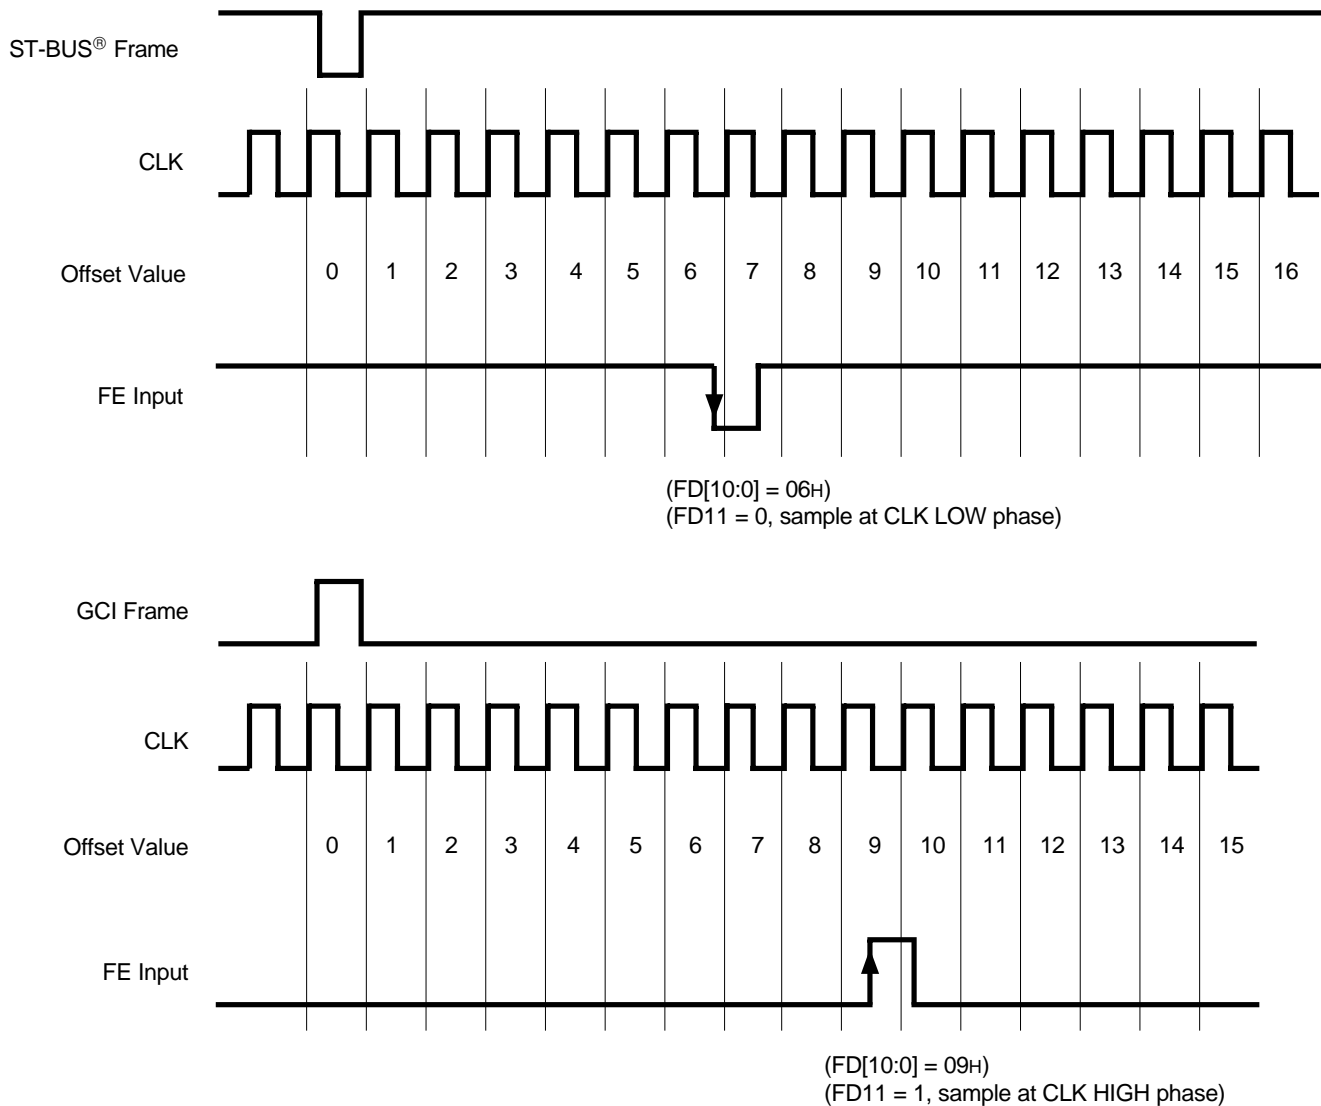 ST-BUS® Frame
CLK
Offset Value 0 1 2 3 4 5 6 7 8 9 10 11 12 13 14 15 16
FE Input
(FD[10:0] = 06H)
(FD11 = 0, sample at CLK LOW phase)
GCI Frame
CLK
Offset Value 0 1 2 3 4 5 6 7 8 9 10 11 12 13 14 15
FE Input
(FD[10:0] = 09H)
(FD11 = 1, sample at CLK HIGH phase)